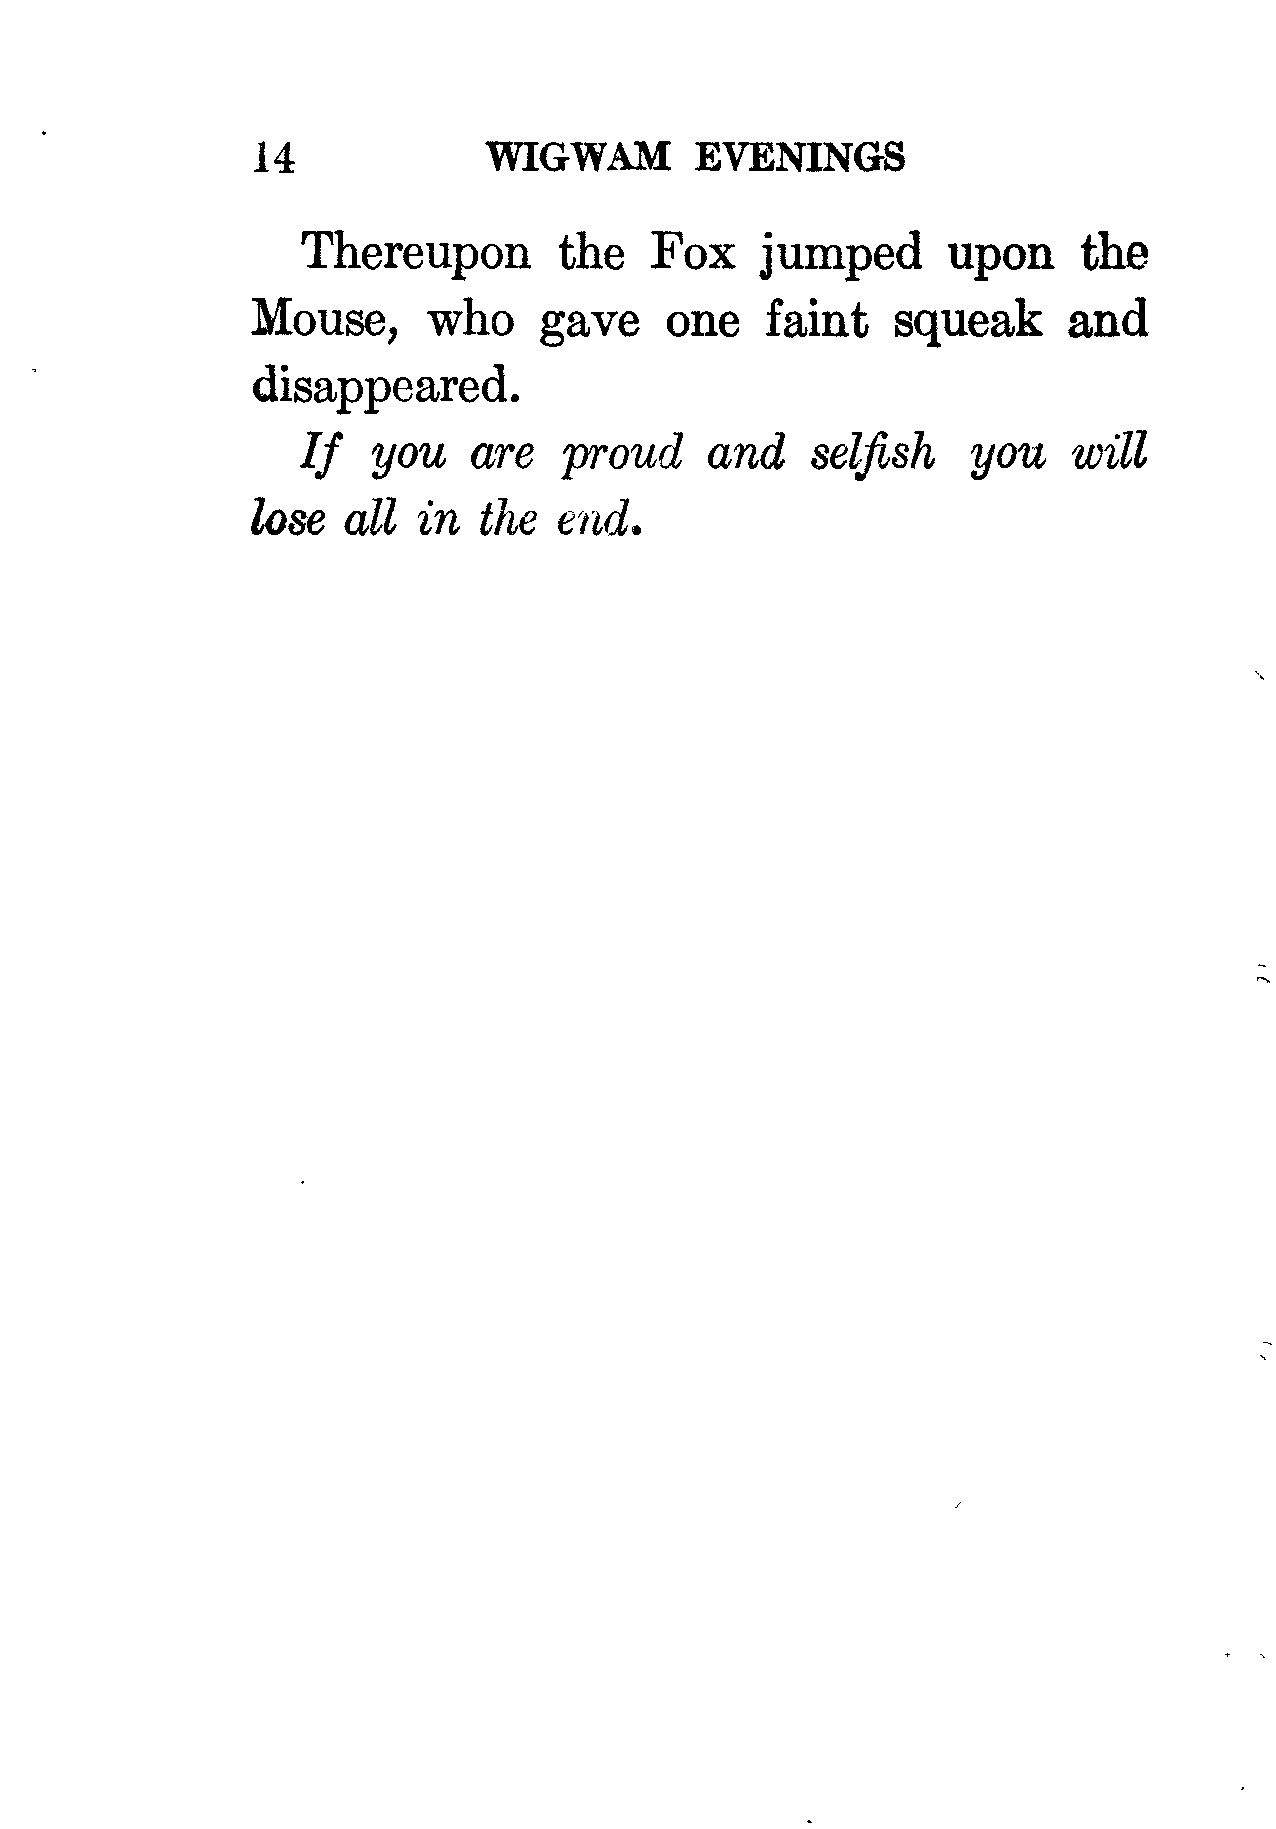 14 WIGWAM EVENINGS
Thereupon the Fox jumped upon the
Mouse, who gave one faint squeak and
disappeared.
If you are proud and selfish you will
lose all in the end.